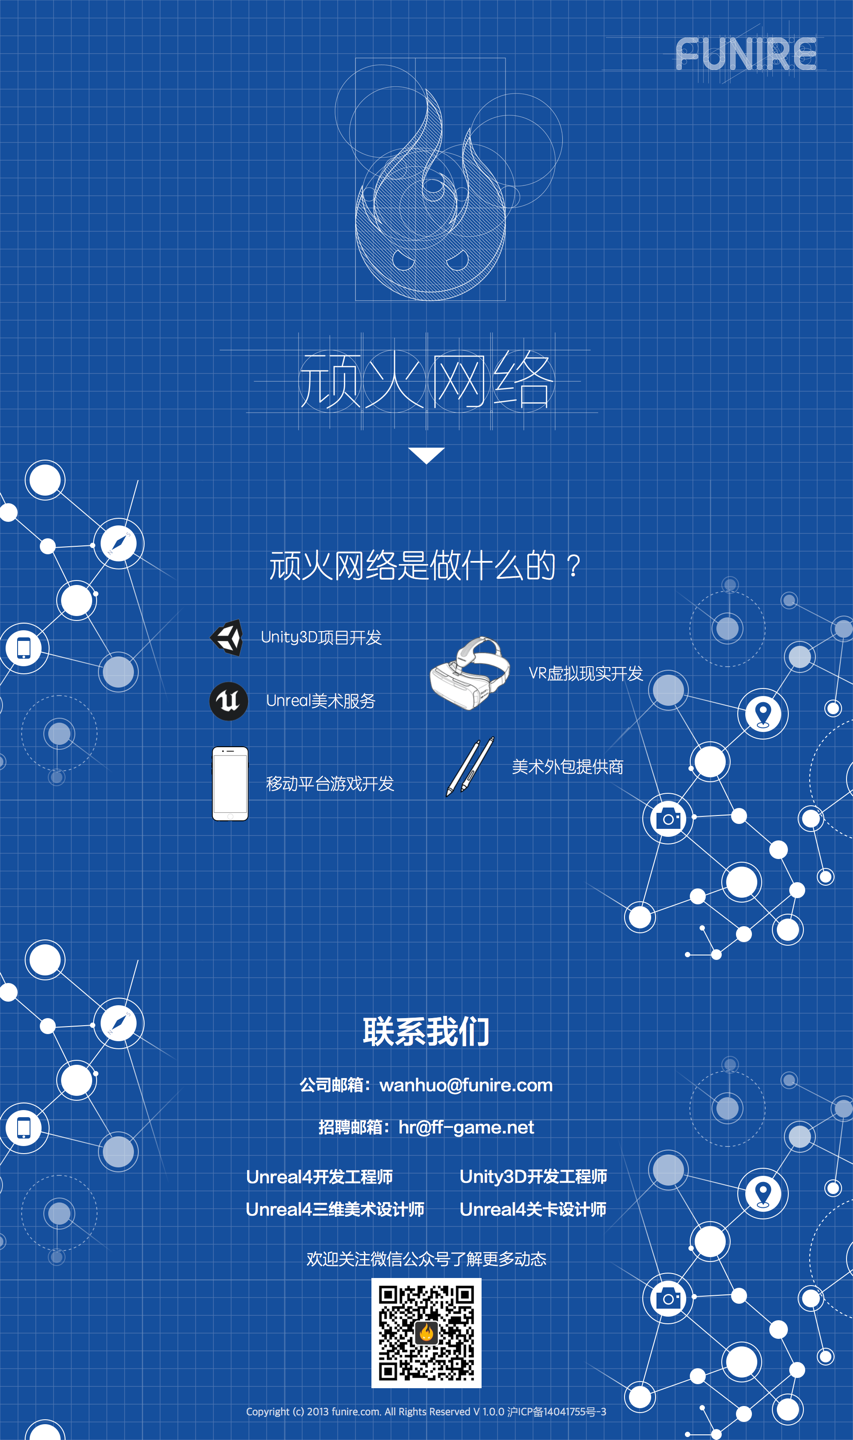 FUNIRE
顽火网络
顽火网络是做什么的？
Unity3D项目开发
VR虚拟现实开发
Unreal美术服务
美术外包提供商
移动平台游戏开发
联系我们
公司邮箱：wanhuo@funire.com
招聘邮箱：hr@ff-game.net
Unreal4开发工程师 Unity3D开发工程师
Unreal4三维美术设计师 Unreal4关卡设计师
欢迎关注微信公众号了解更多动态
Copyright (c) 2013 funire.com. All Rights Reserved V 1.0.0 沪ICP备14041755号-3